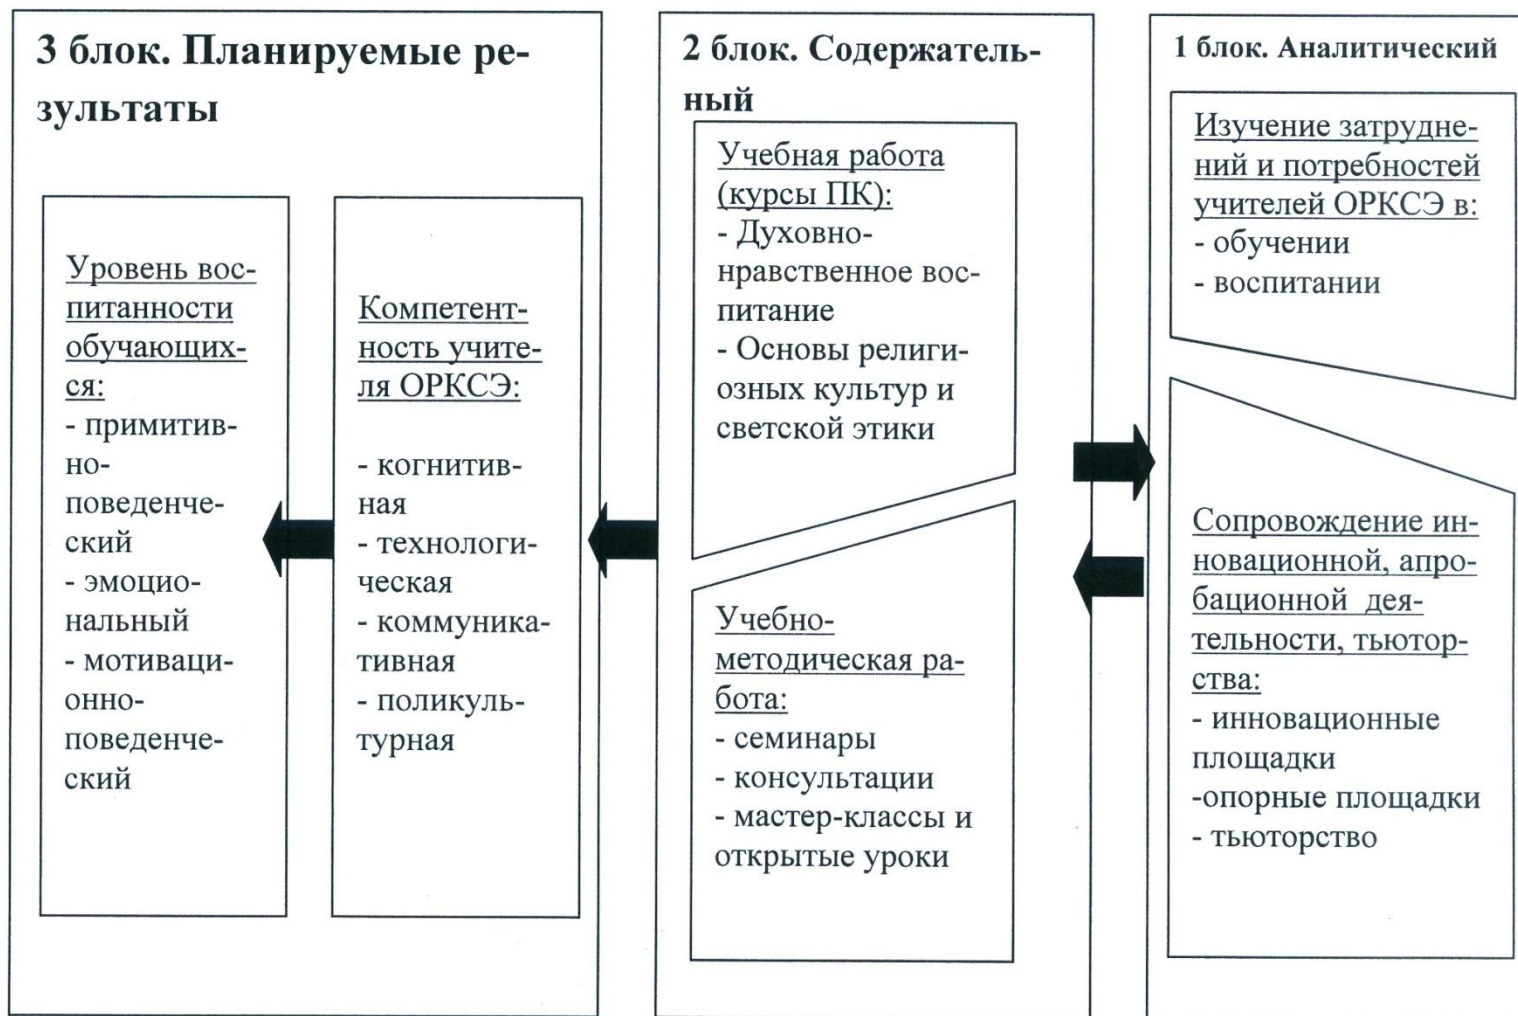 3 блок. Планируемые ре-
зультаты
Уровень вос-
питанности
обучающих-
ся:
- примитив-
но-
поведенче-
ский
- эмоцио-
нальный
- мотиваци-
онно-
поведенче-
ский
Компетент-
ность учите-
ля ОРКСЭ:
- когнитив-
ная
- технологи-
ческая
- коммуника-
тивная
- поликуль-
турная
2 блок. Содержатель-
ный
Учебная работа
(курсы ПК):
- Духовно-
нравственное вос-
питание
- Основы религи-
озных культур и
светской этики
Учебно-
методическая ра-
бота:
- семинары
- консультации
- мастер-классы и
открытые уроки
1 блок. Аналитический
Изучение затрудне-
ний и потребностей
учителей ОРКСЭ в:
- обучении
- воспитании
Сопровождение ин-
новационной, апро-
бационной дея-
тельности, тьютор-
ства:
- инновационные
площадки
-опорные площадки
- тьюторство